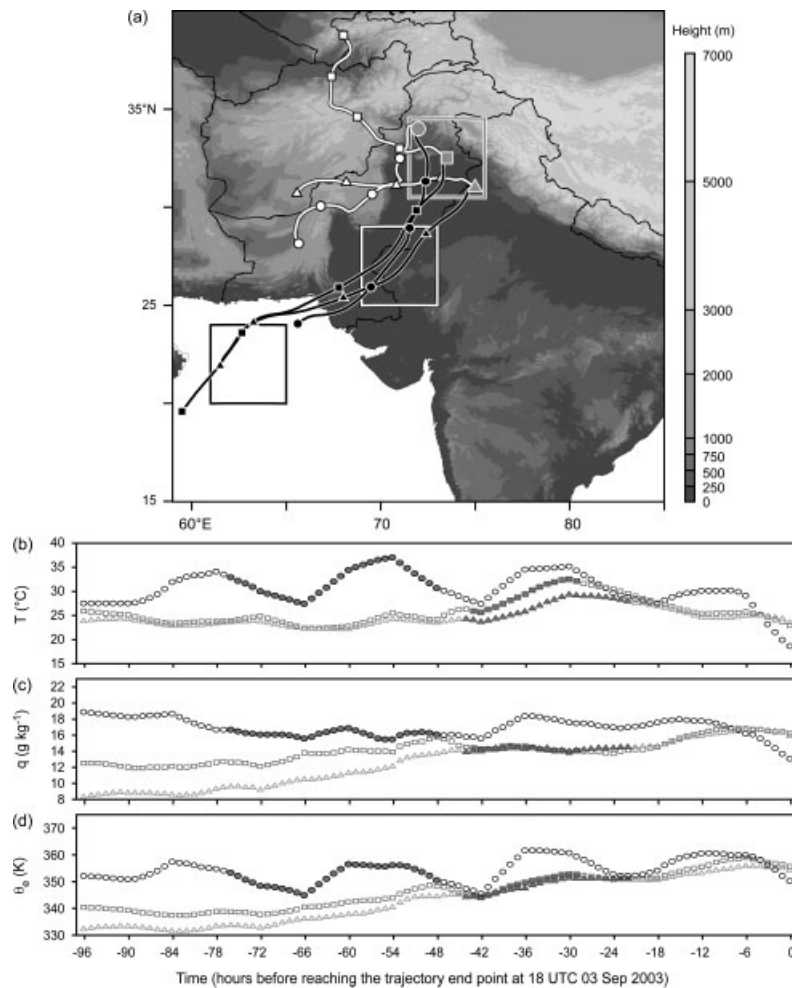 (a)
Height (m)
7000
5000
3000
2000
1000
750
500
250
0
35°N
25
15
60°E
70
80
(b)
T (°C)
40
35
30
25
20
15
(c)
q (g kg⁻¹)
22
20
18
16
14
12
10
8
(d)
θe (K)
370
360
350
340
330
-96 -90 -84 -78 -72 -66 -60 -54 -48 -42 -36 -30 -24 -18 -12 -6 0
Time (hours before reaching the trajectory end point at 18 UTC 03 Sep 2003)